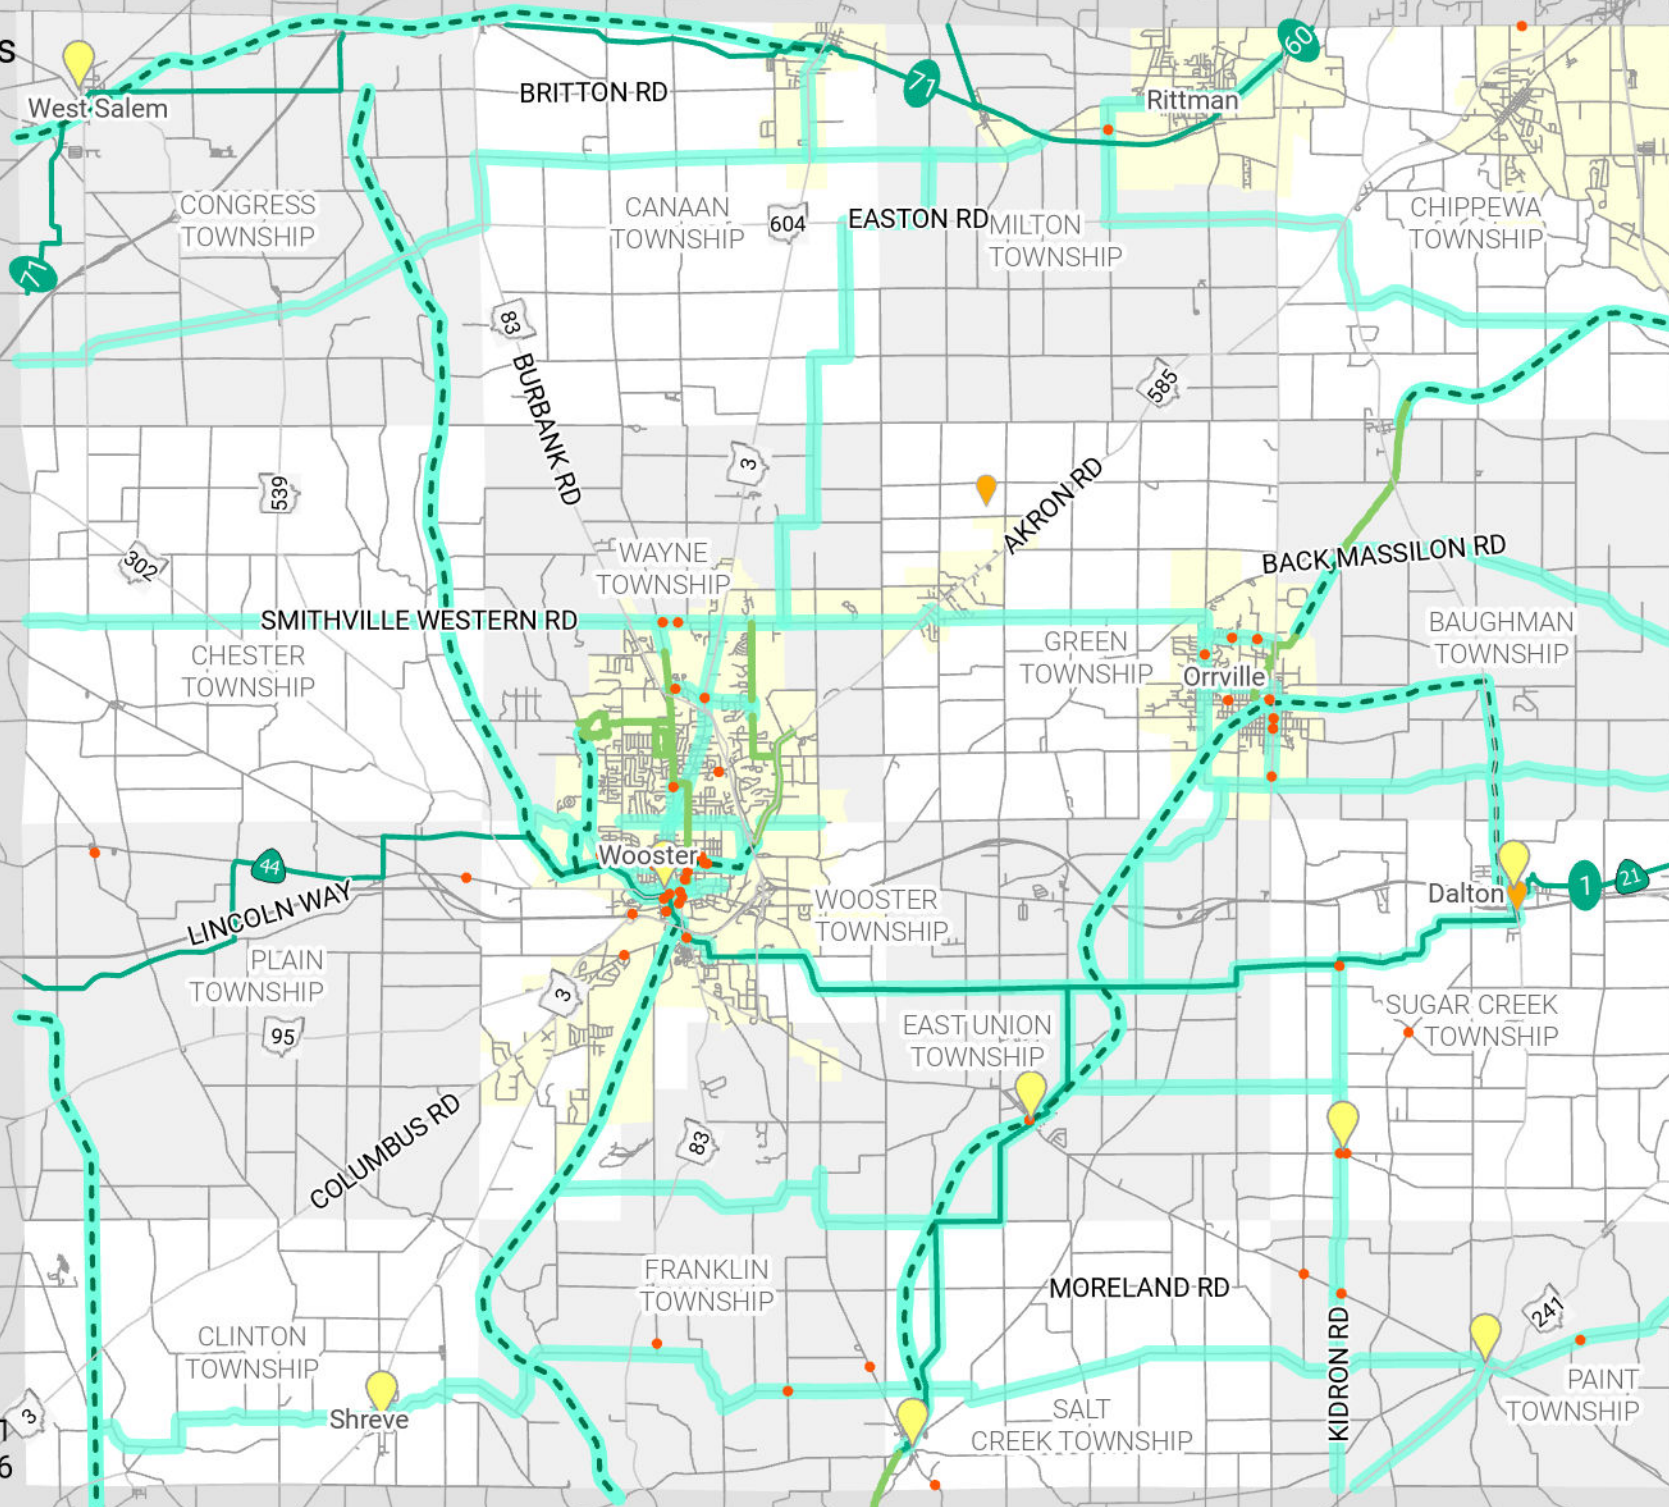 S
60
71
BRITTON RD
Rittman
West Salem
CONGRESS
TOWNSHIP
CANAAN
TOWNSHIP
604
EASTON RD
MILTON
TOWNSHIP
CHIPPEWA
TOWNSHIP
71
83
BURBANK RD
585
3
539
AKRON RD
302
WAYNE
TOWNSHIP
BACK MASSILON RD
SMITHVILLE WESTERN RD
CHESTER
TOWNSHIP
GREEN
TOWNSHIP
BAUGHMAN
TOWNSHIP
Orrville
44
Wooster
LINCOLN WAY
WOOSTER
TOWNSHIP
Dalton
1
21
PLAIN
TOWNSHIP
3
95
EAST UNION
TOWNSHIP
SUGAR CREEK
TOWNSHIP
COLUMBUS RD
83
FRANKLIN
TOWNSHIP
MORELAND RD
241
CLINTON
TOWNSHIP
KIDRON RD
Shreve
3
SALT
CREEK TOWNSHIP
PAINT
TOWNSHIP
6